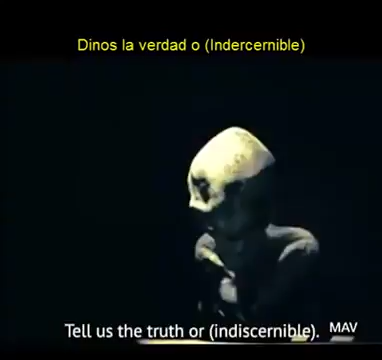 Dinos la verdad o (Indercernible)
Tell us the truth or (indiscernible). MAV